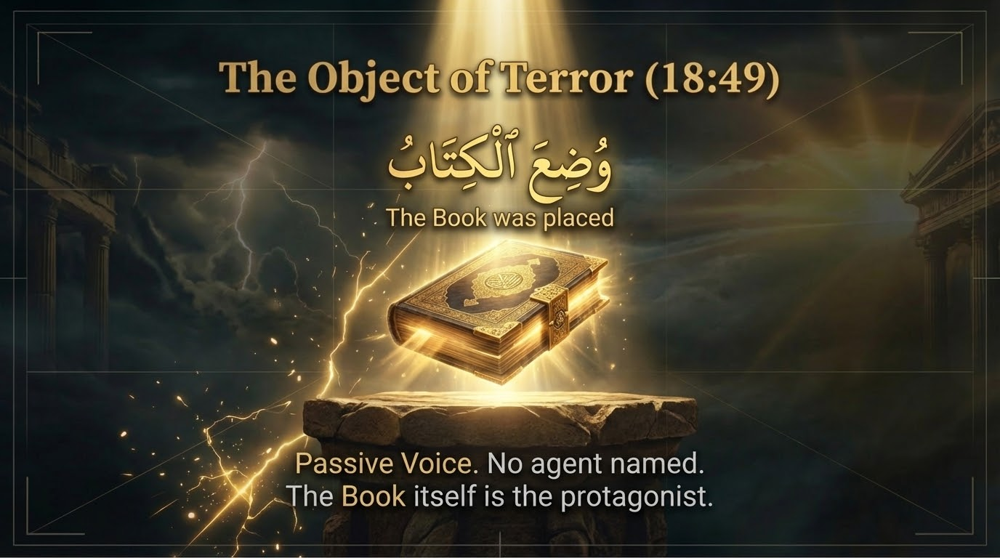 The Object of Terror (18:49)
وُضِعَ ٱلْكِتَابُ
The Book was placed
Passive Voice. No agent named.
The Book itself is the protagonist.